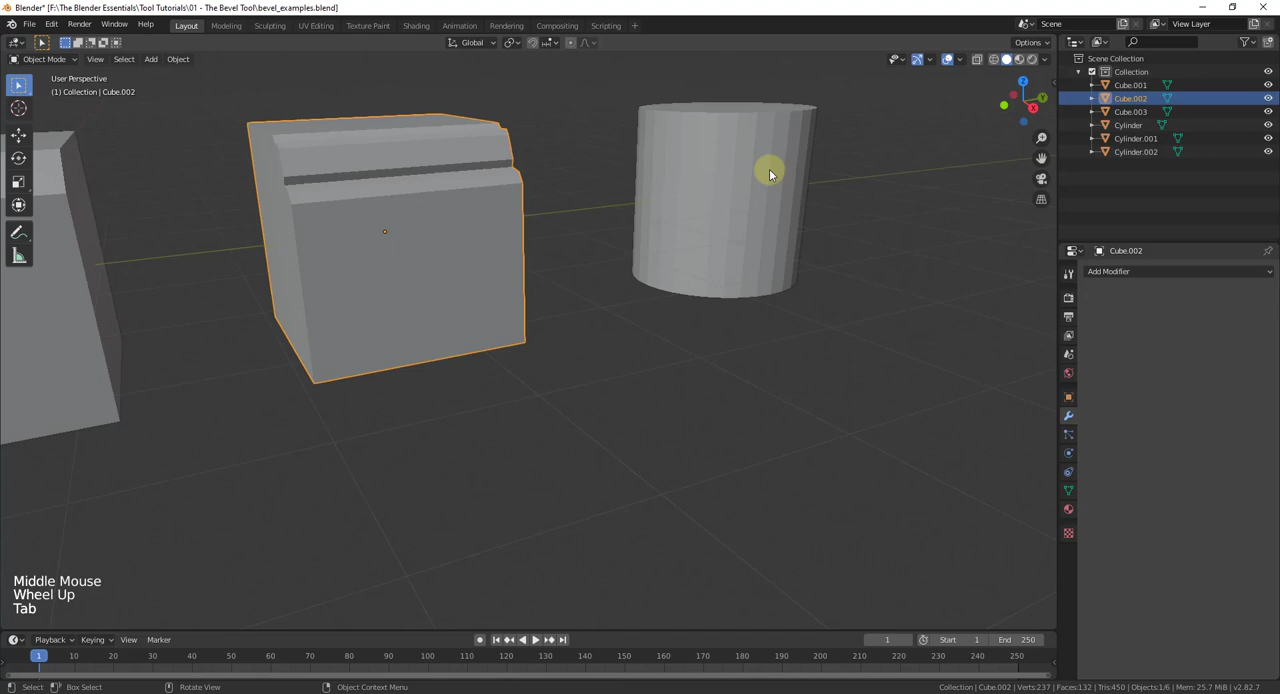 Blender* [F:\The Blender Essentials\Tool Tutorials\01 - The Bevel Tool\bevel_examples.blend]
File Edit Render Window Help Layout Modeling Sculpting UV Editing Texture Paint Shading Animation Rendering Compositing Scripting + Scene View Layer
Global Options
Object Mode View Select Add Object
User Perspective
(1) Collection | Cube.002
Scene Collection
Collection
Cube.001
Cube.002
Cube.003
Cylinder
Cylinder.001
Cylinder.002
Z
Y
X
Cube.002
Add Modifier
Middle Mouse
Wheel Up
Tab
Playback Keying View Marker 1 Start 1 End 250
1 10 20 30 40 50 60 70 80 90 100 110 120 130 140 150 160 170 180 190 200 210 220 230 240 250
Select Box Select Rotate View Object Context Menu Collection | Cube.002 | Verts:237 | Faces:132 | Tris:450 | Objects:1/6 | Mem: 25.7 MiB | v2.82.7